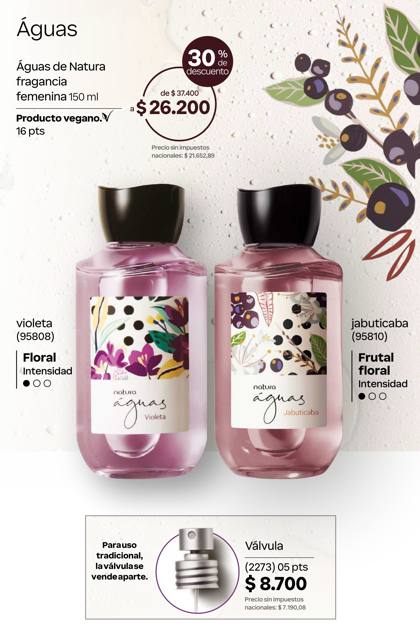 Águas
Águas de Natura
fragancia
femenina 150 ml
Producto vegano.
16 pts
30%
de
descuento
de $ 37.400
a $ 26.200
Precio sin impuestos
nacionales: $ 21.652,89
violeta
(95808)
Floral
Intensidad
jabuticaba
(95810)
Frutal
floral
Intensidad
natura
águas
Violeta
natura
águas
Jabuticaba
Para uso
tradicional,
la válvula se
vende aparte.
Válvula
(2273) 05 pts
$ 8.700
Precio sin impuestos
nacionales: $ 7.190,08